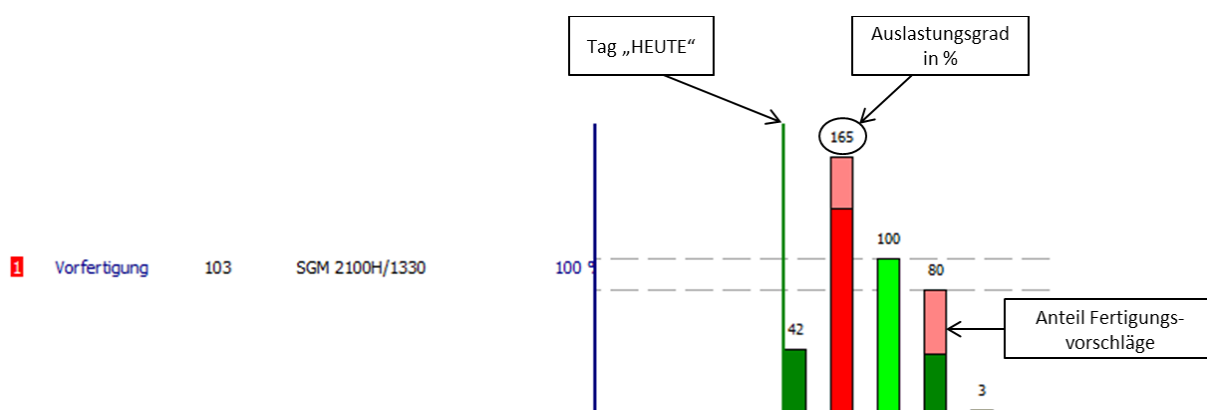 Tag „HEUTE“
Auslastungsgrad
in %
165
100
80
1 Vorfertigung 103 SGM 2100H/1330 100 %
42
Anteil Fertigungs-
vorschläge
3